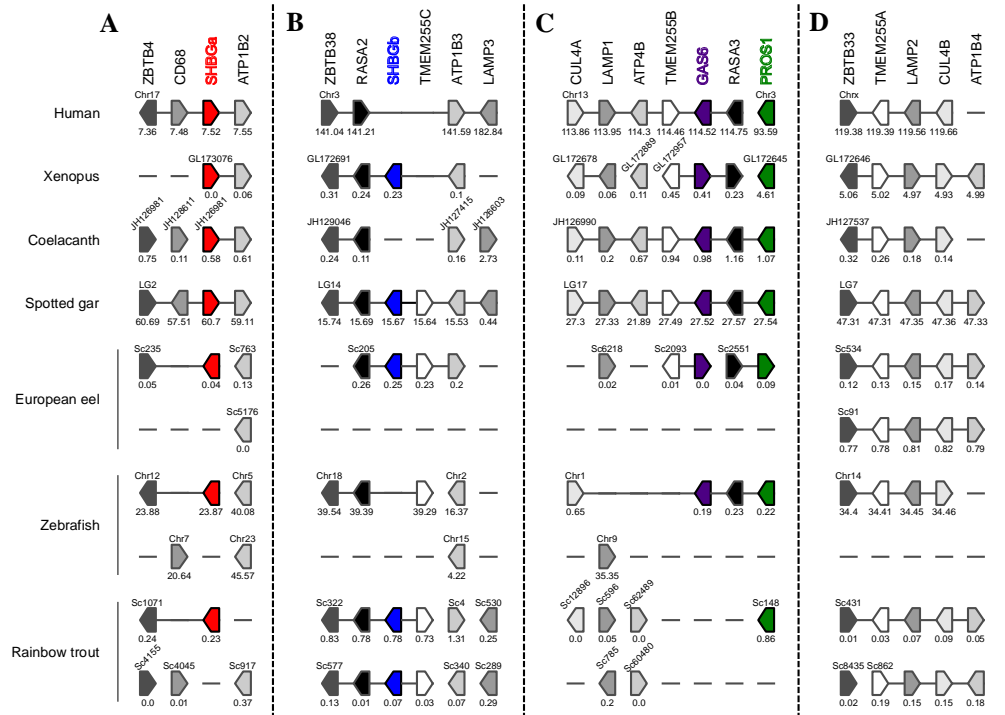 A B C D
ZBTB4 CD68 SHBGa ATP1B2 ZBTB38 RASA2 SHBGb TMEM255C ATP1B3 LAMP3 CUL4A LAMP1 ATP4B TMEM255B GAS6 RASA3 PROS1 ZBTB33 TMEM255A LAMP2 CUL4B ATP1B4
Chr17 Chr3 Chr13 Chr3 Chrx
Human
7.36 7.48 7.52 7.55 141.04 141.21 141.59 182.84 113.86 113.95 114.3 114.46 114.52 114.75 93.59 119.38 119.39 119.56 119.66
GL173076 GL172691 GL172678 GL172889 GL172957 GL172645 GL172646
Xenopus
0.0 0.06 0.31 0.24 0.23 0.1 0.09 0.06 0.11 0.45 0.41 0.23 4.61 5.06 5.02 4.97 4.93 4.99
JH126981 JH128611 JH126981 JH129046 JH127415 JH126603 JH126990 JH127537
Coelacanth
0.75 0.11 0.58 0.61 0.24 0.11 0.16 2.73 0.11 0.2 0.67 0.94 0.98 1.16 1.07 0.32 0.26 0.18 0.14
LG2 LG14 LG17 LG7
Spotted gar
60.69 57.51 60.7 59.11 15.74 15.69 15.67 15.64 15.53 0.44 27.3 27.33 21.89 27.49 27.52 27.57 27.54 47.31 47.31 47.35 47.36 47.33
Sc235 Sc763 Sc205 Sc6218 Sc2093 Sc2551 Sc534
0.05 0.04 0.13 0.26 0.25 0.23 0.2 0.02 0.01 0.0 0.04 0.09 0.12 0.13 0.15 0.17 0.14
European eel
Sc5176 Sc91
0.0 0.77 0.78 0.81 0.82 0.79
Chr12 Chr5 Chr18 Chr2 Chr1 Chr14
23.88 23.87 40.08 39.54 39.39 39.29 16.37 0.65 0.19 0.23 0.22 34.4 34.41 34.45 34.46
Zebrafish
Chr7 Chr23 Chr15 Chr9
20.64 45.57 4.22 35.35
Sc1071 Sc322 Sc4 Sc530 Sc12896 Sc596 Sc62489 Sc148 Sc431
0.24 0.23 0.83 0.78 0.78 0.73 1.31 0.25 0.0 0.05 0.0 0.86 0.01 0.03 0.07 0.09 0.05
Rainbow trout
Sc4155 Sc4045 Sc917 Sc577 Sc340 Sc289 Sc785 Sc60480 Sc8435 Sc862
0.0 0.01 0.37 0.13 0.01 0.07 0.03 0.07 0.29 0.2 0.0 0.02 0.19 0.15 0.15 0.18